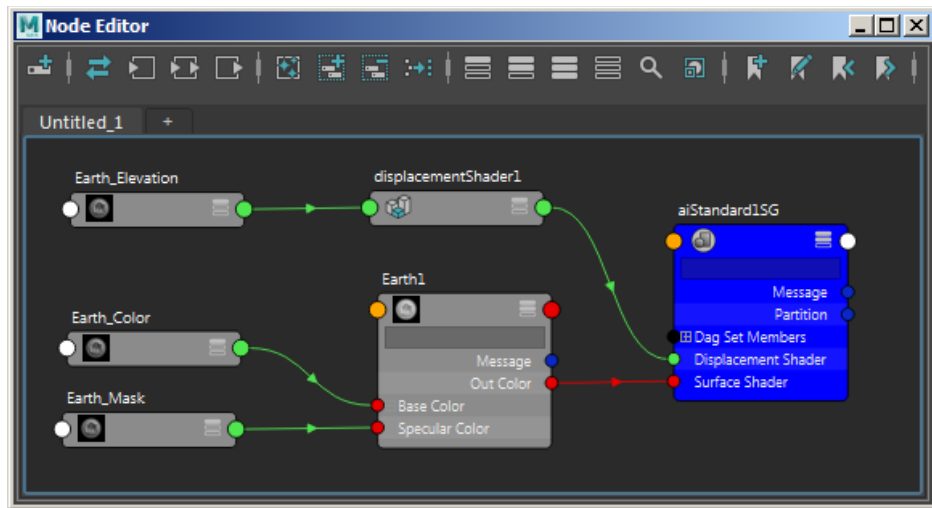 Node Editor
Untitled_1
+
Earth_Elevation
displacementShader1
aiStandard1SG
Message
Partition
Dag Set Members
Displacement Shader
Surface Shader
Earth1
Message
Out Color
Base Color
Specular Color
Earth_Color
Earth_Mask